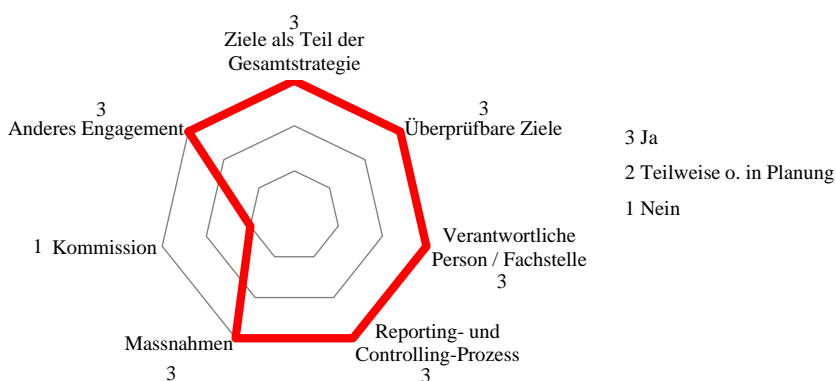 3
Ziele als Teil der
Gesamtstrategie
3
Überprüfbare Ziele
Verantwortliche
Person / Fachstelle
3
Reporting- und
Controlling-Prozess
3
Massnahmen
3
1 Kommission
3
Anderes Engagement
3 Ja
2 Teilweise o. in Planung
1 Nein